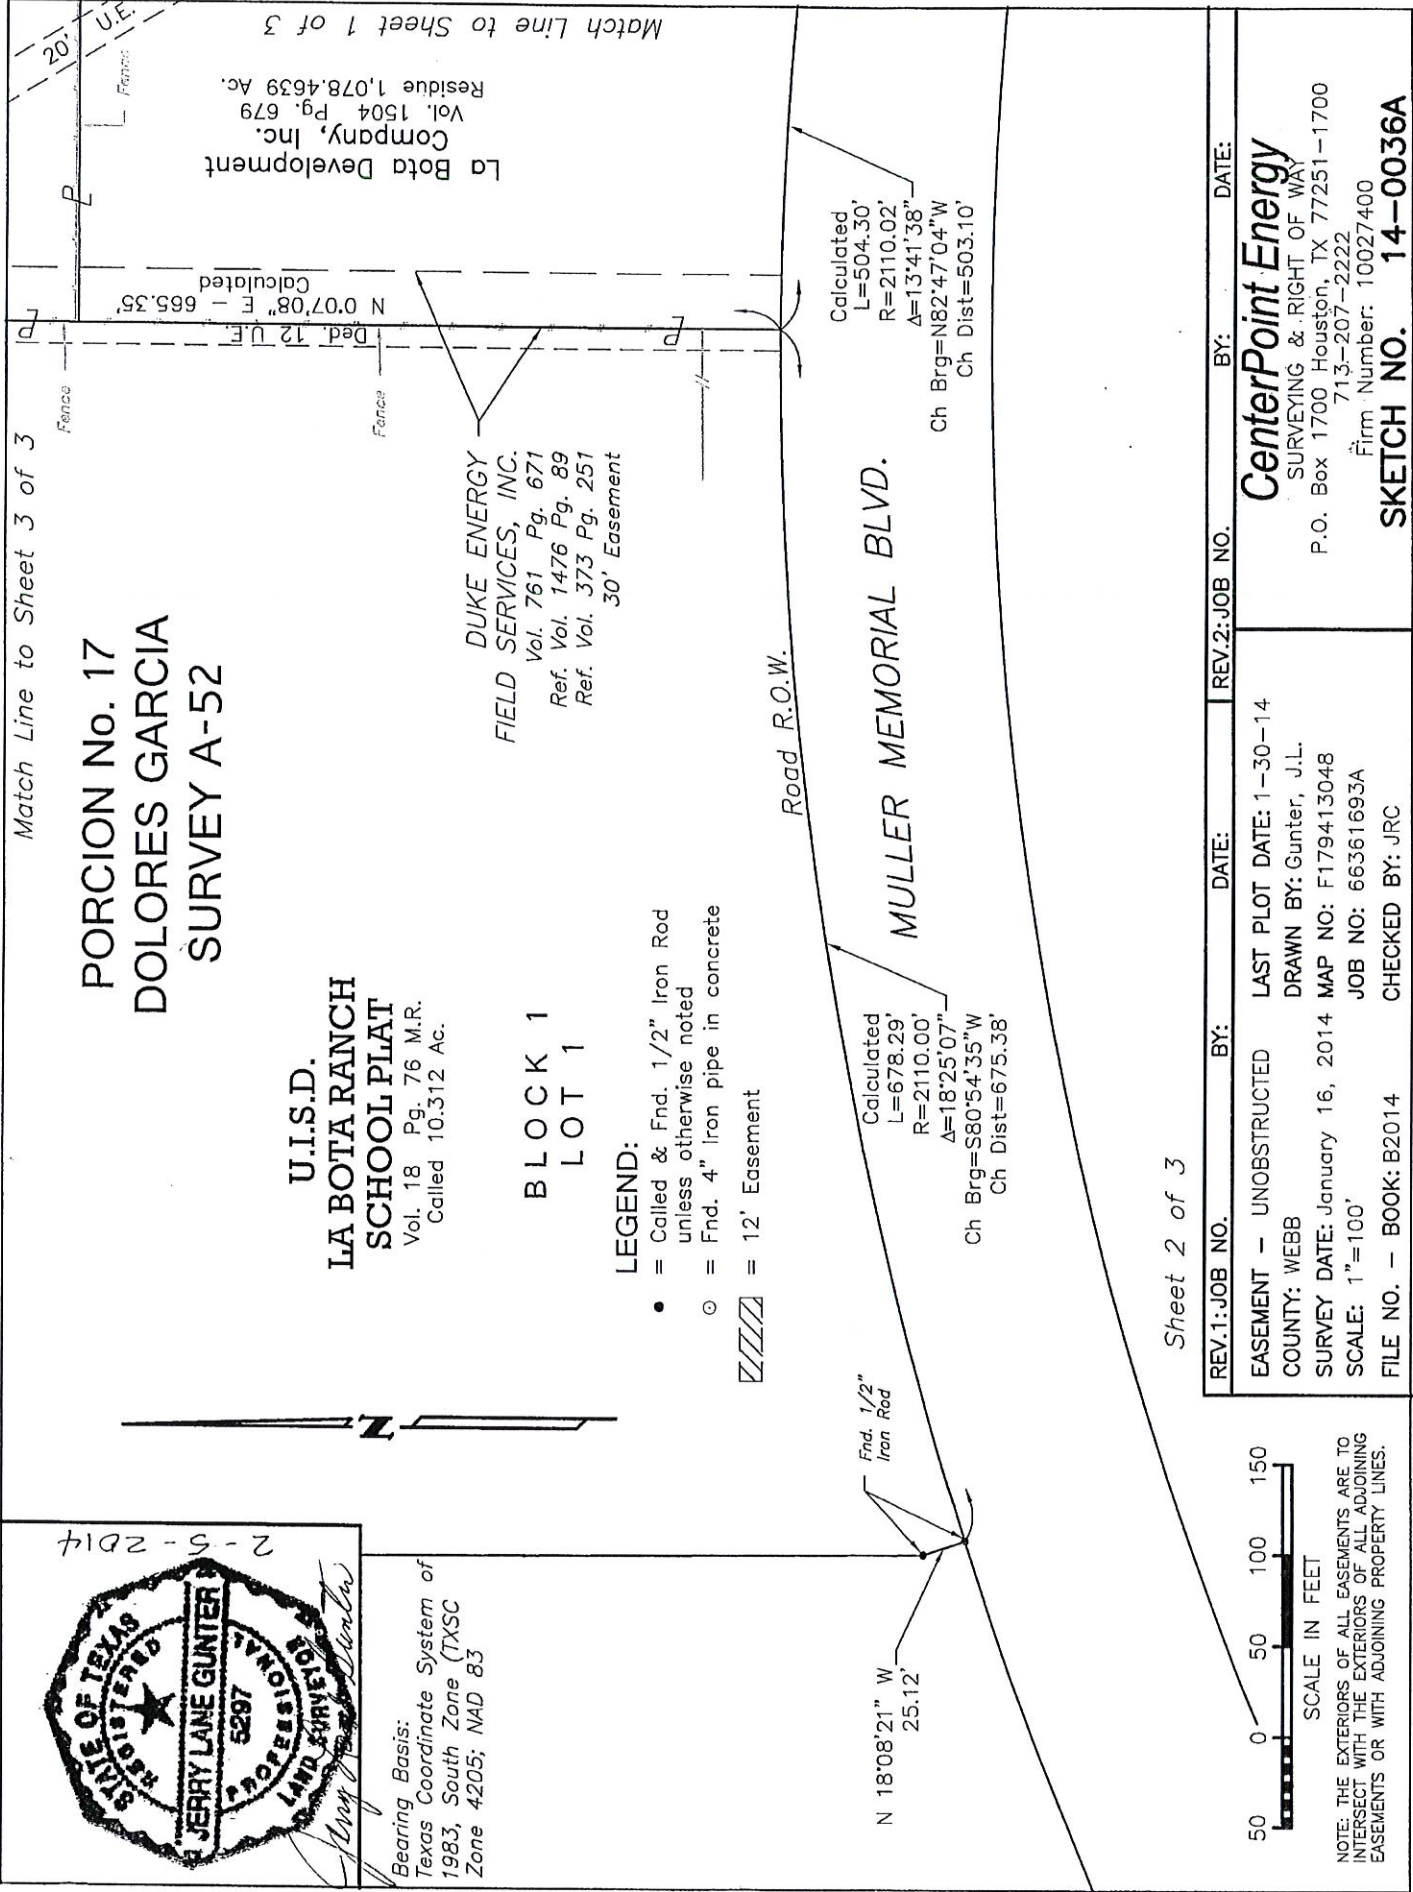 2-5-2014
STATE OF TEXAS
REGISTERED
JERRY LANE GUNTER
5297
PROFESSIONAL
LAND SURVEYOR
Bearing Basis:
Texas Coordinate System of
1983, South Zone (TXSC
Zone 4205; NAD 83
N
Match Line to Sheet 3 of 3
PORCION No. 17
DOLORES GARCIA
SURVEY A-52
U.I.S.D.
LA BOTA RANCH
SCHOOL PLAT
Vol. 18 Pg. 76 M.R.
Called 10.312 Ac.
BLOCK 1
LOT 1
LEGEND:
= Called & Fnd. 1/2" Iron Rod
unless otherwise noted
= Fnd. 4" Iron pipe in concrete
= 12' Easement
DUKE ENERGY
FIELD SERVICES, INC.
Vol. 761 Pg. 671
Ref. Vol. 1476 Pg. 89
Ref. Vol. 373 Pg. 251
30' Easement
Fence
Fence
Fence
20' U.E.
PL
PL
PL
Ded. 12 U.E.
N 0°07'08" E - 665.35'
Calculated
La Bota Development
Company, Inc.
Vol. 1504 Pg. 679
Residue 1,078.4639 Ac.
Match Line to Sheet 1 of 3
Road R.O.W.
MULLER MEMORIAL BLVD.
Calculated
L=504.30'
R=2110.02'
Δ=13°41'38"
Ch Brg=N82°47'04"W
Ch Dist=503.10'
Calculated
L=678.29'
R=2110.00'
Δ=18°25'07"
Ch Brg=S80°54'35"W
Ch Dist=675.38'
Fnd. 1/2"
Iron Rod
N 18°08'21" W
25.12'
Sheet 2 of 3
50 0 50 100 150
SCALE IN FEET
NOTE: THE EXTERIORS OF ALL EASEMENTS ARE TO
INTERSECT WITH THE EXTERIORS OF ALL ADJOINING
EASEMENTS OR WITH ADJOINING PROPERTY LINES.
REV.1: JOB NO. BY: DATE: REV.2: JOB NO. BY: DATE:
EASEMENT - UNOBSTRUCTED LAST PLOT DATE: 1-30-14
COUNTY: WEBB DRAWN BY: Gunter, J.L.
SURVEY DATE: January 16, 2014 MAP NO: F179413048
SCALE: 1"=100' JOB NO: 66361693A
FILE NO. - BOOK: B2014 CHECKED BY: JRC
CenterPoint Energy
SURVEYING & RIGHT OF WAY
P.O. Box 1700 Houston, TX 77251-1700
713-207-2222
Firm Number: 10027400
SKETCH NO. 14-0036A